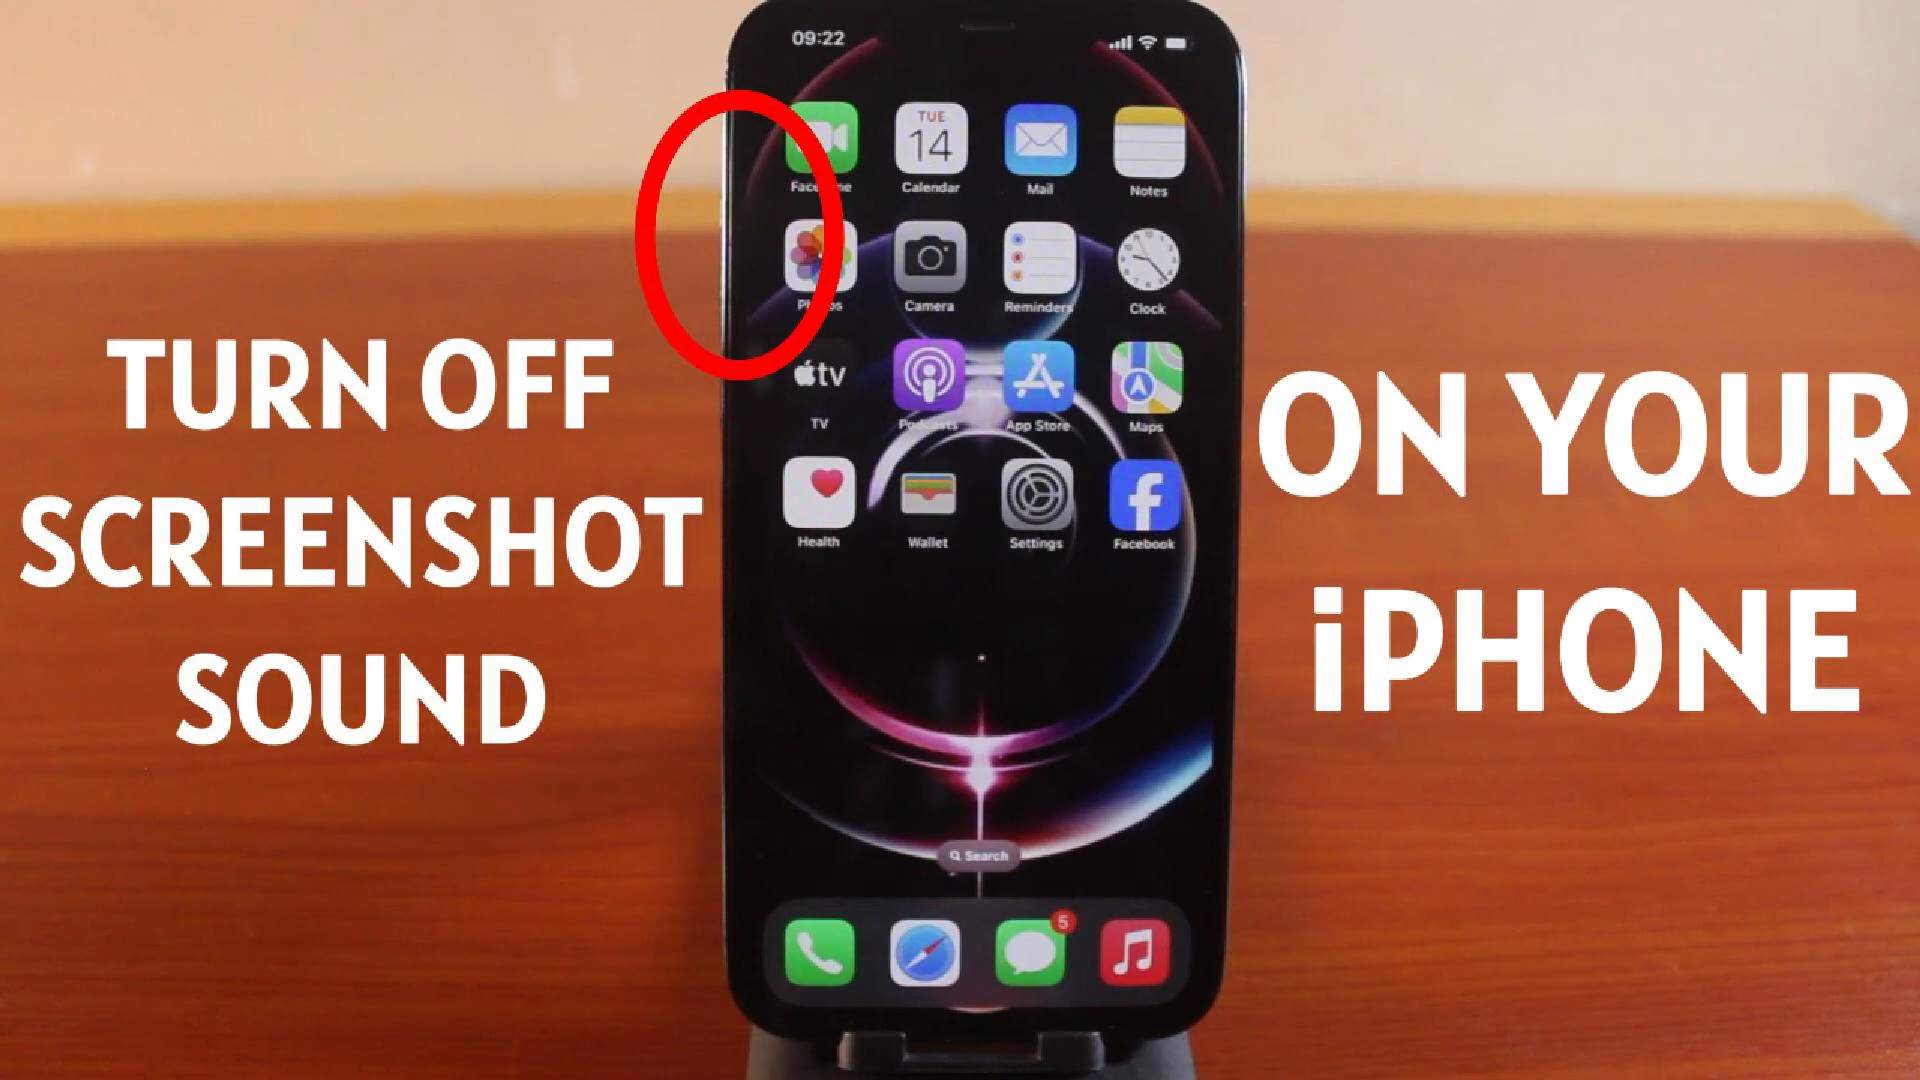 09:22
TUE
14
Calendar
Mail
Notes
Camera
Reminders
Clock
tv
TV
Podcasts
App Store
Maps
Health
Wallet
Settings
Facebook
Search
5
TURN OFF
SCREENSHOT
SOUND
ON YOUR
iPHONE